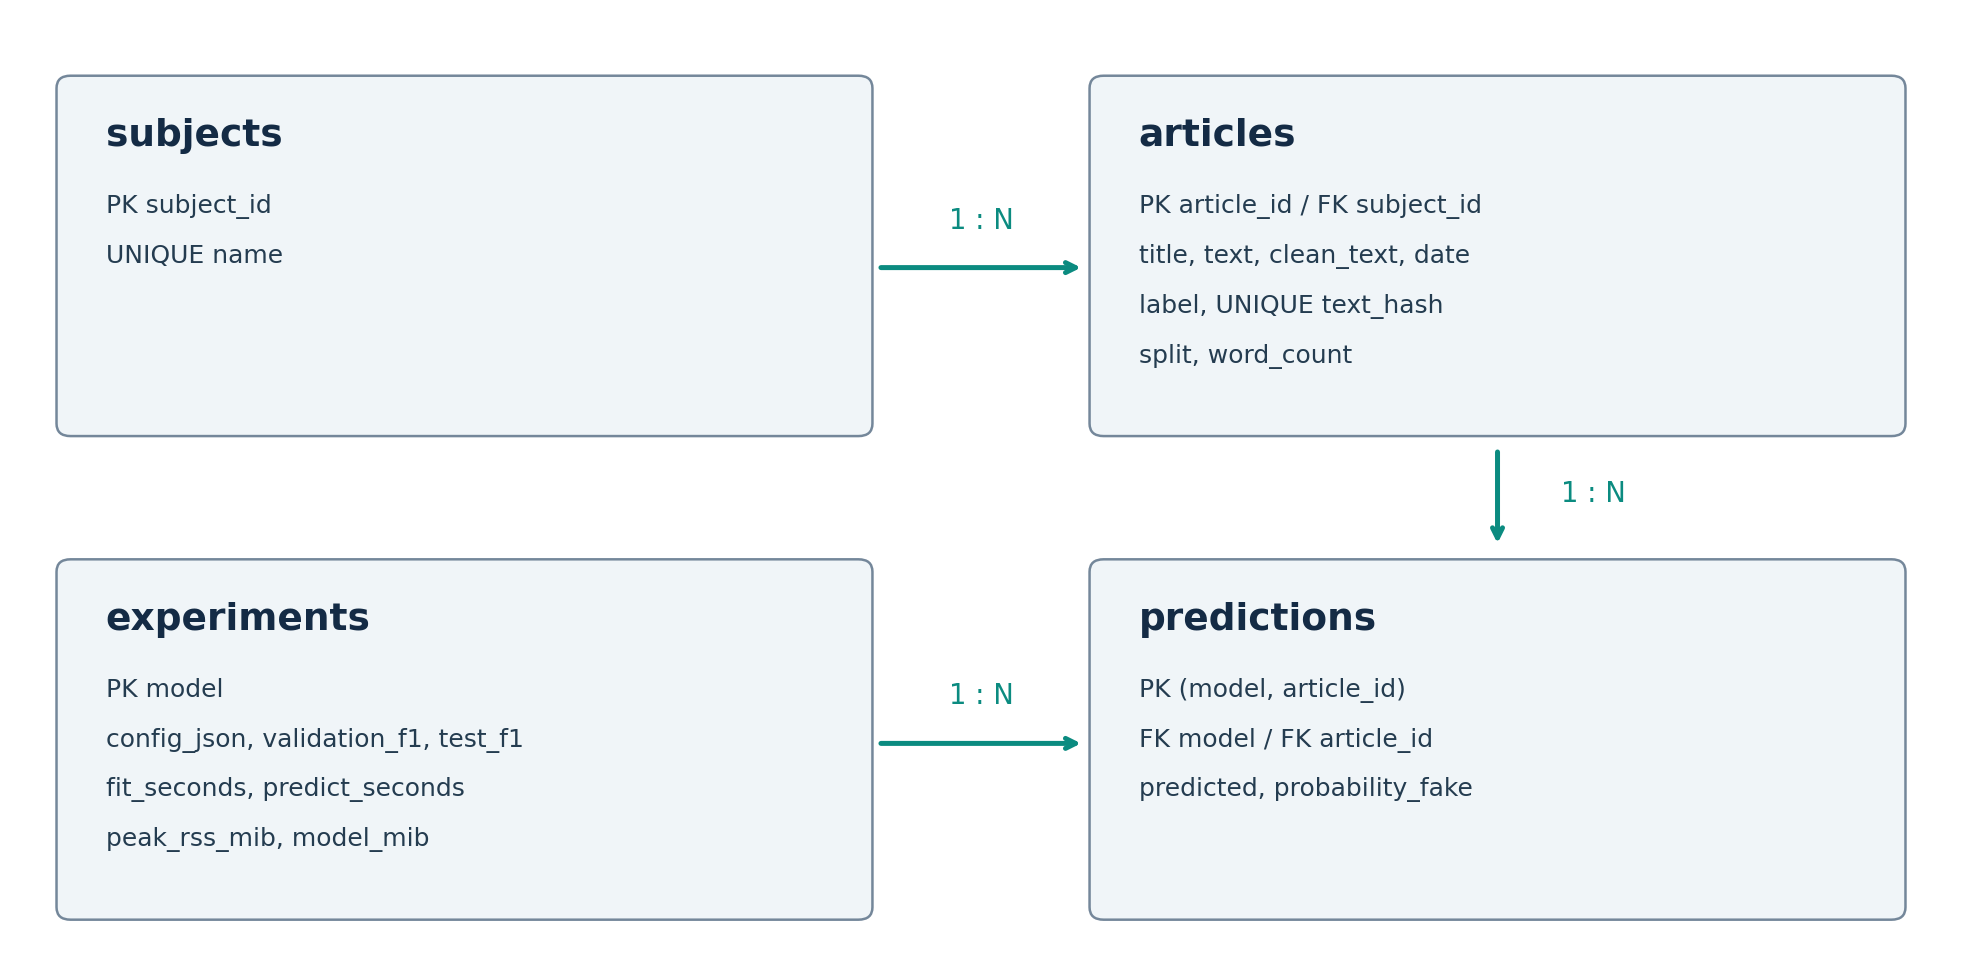 subjects
PK subject_id
UNIQUE name
1 : N
articles
PK article_id / FK subject_id
title, text, clean_text, date
label, UNIQUE text_hash
split, word_count
1 : N
experiments
PK model
config_json, validation_f1, test_f1
fit_seconds, predict_seconds
peak_rss_mib, model_mib
1 : N
predictions
PK (model, article_id)
FK model / FK article_id
predicted, probability_fake